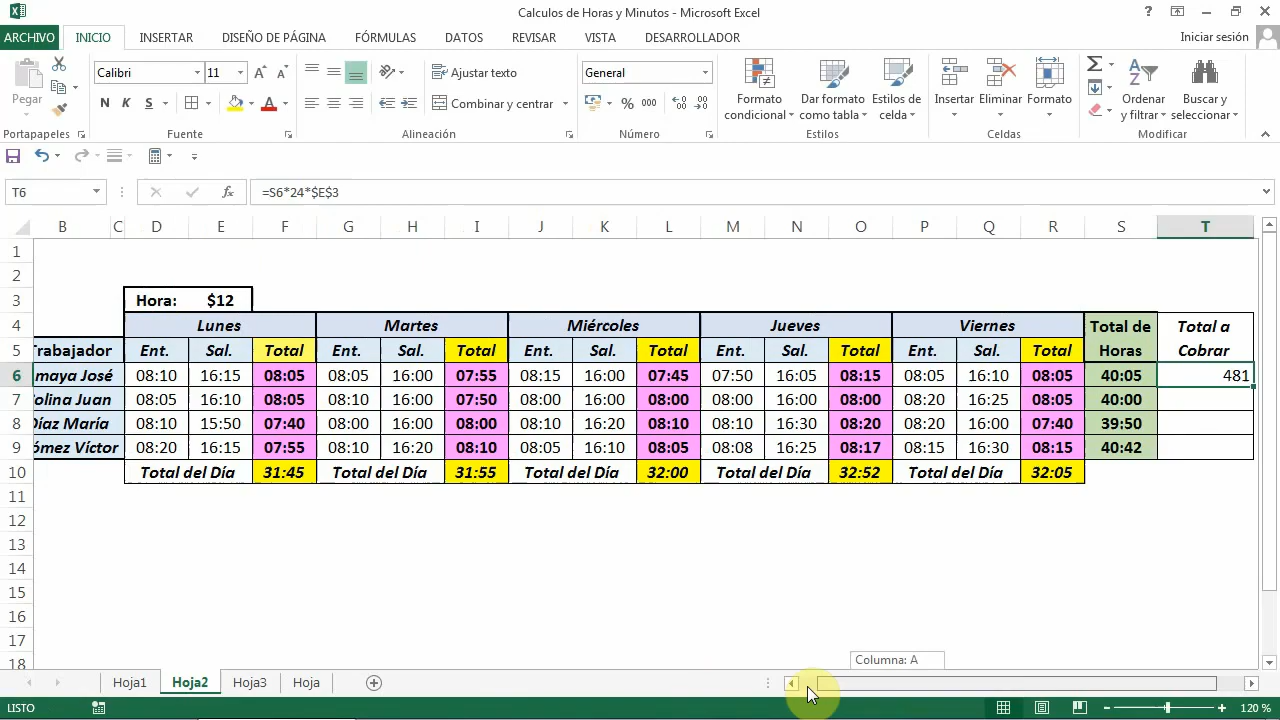 Calculos de Horas y Minutos - Microsoft Excel
ARCHIVO INICIO INSERTAR DISEÑO DE PÁGINA FÓRMULAS DATOS REVISAR VISTA DESARROLLADOR Iniciar sesión
Calibri 11 Ajustar texto General
Pegar N K S Combinar y centrar % 000 Formato condicional Dar formato como tabla Estilos de celda Insertar Eliminar Formato Ordenar y filtrar Buscar y seleccionar
Portapapeles Fuente Alineación Número Estilos Celdas Modificar
T6 fx =S6*24*$E$3
B C D E F G H I J K L M N O P Q R S T
1
2
3 Hora: $12
4 Lunes Martes Miércoles Jueves Viernes Total de Total a
5 Trabajador Ent. Sal. Total Ent. Sal. Total Ent. Sal. Total Ent. Sal. Total Ent. Sal. Total Horas Cobrar
6 maya José 08:10 16:15 08:05 08:05 16:00 07:55 08:15 16:00 07:45 07:50 16:05 08:15 08:05 16:10 08:05 40:05 481
7 olina Juan 08:05 16:10 08:05 08:10 16:00 07:50 08:00 16:00 08:00 08:00 16:00 08:00 08:20 16:25 08:05 40:00
8 Díaz María 08:10 15:50 07:40 08:00 16:00 08:00 08:10 16:20 08:10 08:10 16:30 08:20 08:20 16:00 07:40 39:50
9 ómez Víctor 08:20 16:15 07:55 08:10 16:20 08:10 08:05 16:10 08:05 08:08 16:25 08:17 08:15 16:30 08:15 40:42
10 Total del Día 31:45 Total del Día 31:55 Total del Día 32:00 Total del Día 32:52 Total del Día 32:05
11
12
13
14
15
16
17
18
Columna: A
Hoja1 Hoja2 Hoja3 Hoja
LISTO 120 %